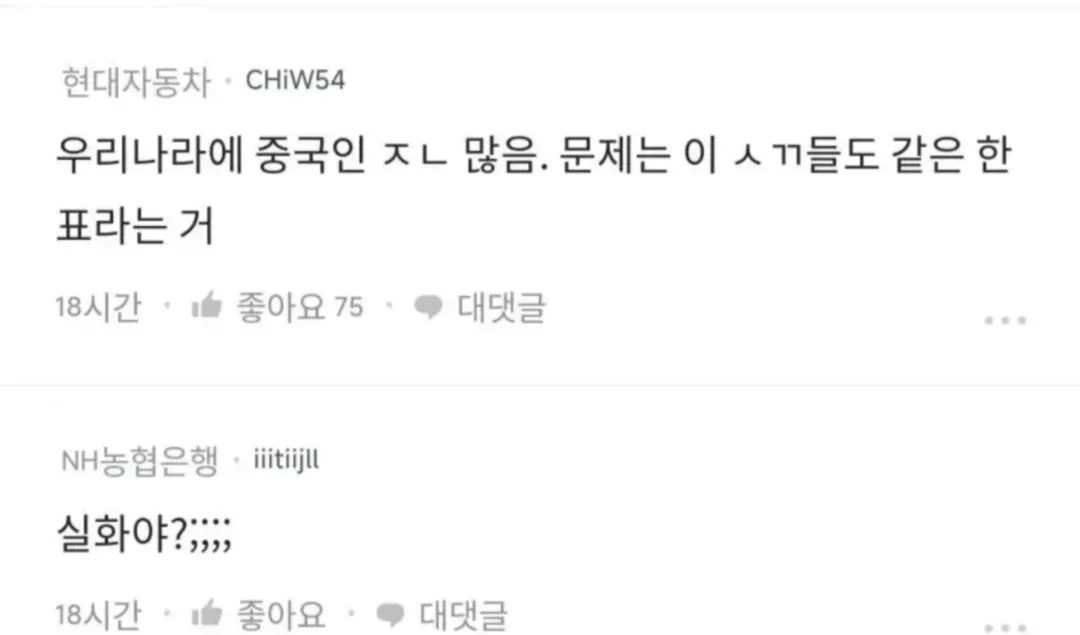 현대자동차 · CHiW54
우리나라에 중국인 ㅈㄴ 많음. 문제는 이 ㅅㄲ들도 같은 한
표라는 거
18시간 · 좋아요 75 · 대댓글
NH농협은행 · iiitiijll
실화야?;;;;
18시간 · 좋아요 · 대댓글